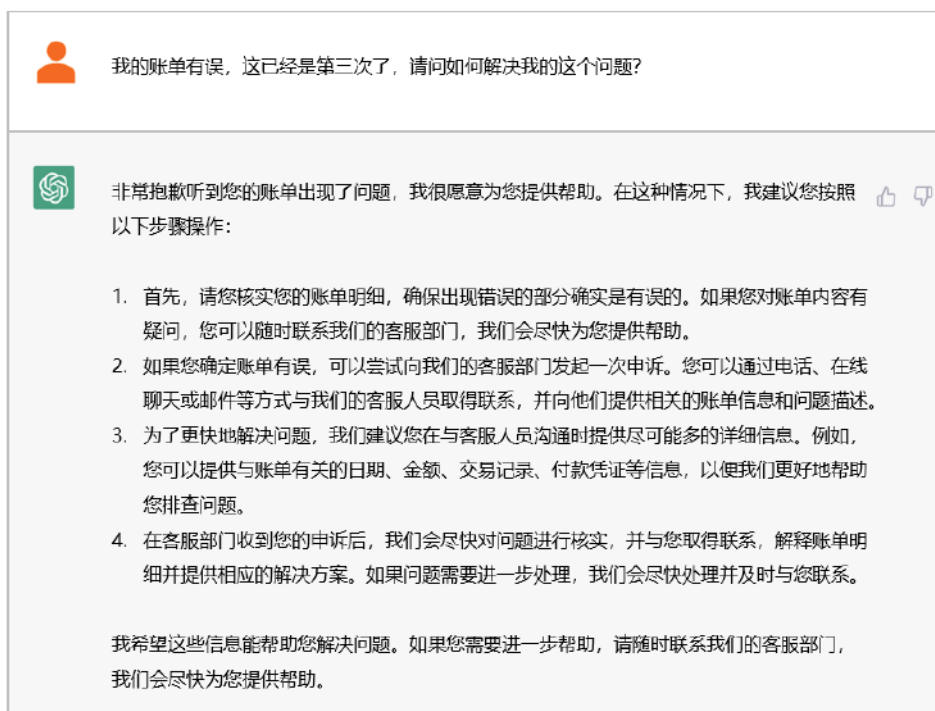 我的账单有误，这已经是第三次了，请问如何解决我的这个问题？
非常抱歉听到您的账单出现了问题，我很愿意为您提供帮助。在这种情况下，我建议您按照
以下步骤操作：
1. 首先，请您核实您的账单明细，确保出现错误的部分确实是有误的。如果您对账单内容有
疑问，您可以随时联系我们的客服部门，我们会尽快为您提供帮助。
2. 如果您确定账单有误，可以尝试向我们的客服部门发起一次申诉。您可以通过电话、在线
聊天或邮件等方式与我们的客服人员取得联系，并向他们提供相关的账单信息和问题描述。
3. 为了更快地解决问题，我们建议您在与客服人员沟通时提供尽可能多的详细信息。例如，
您可以提供与账单有关的日期、金额、交易记录、付款凭证等信息，以便我们更好地帮助
您排查问题。
4. 在客服部门收到您的申诉后，我们会尽快对问题进行核实，并与您取得联系，解释账单明
细并提供相应的解决方案。如果问题需要进一步处理，我们会尽快处理并及时与您联系。
我希望这些信息能帮助您解决问题。如果您需要进一步帮助，请随时联系我们的客服部门，
我们会尽快为您提供帮助。